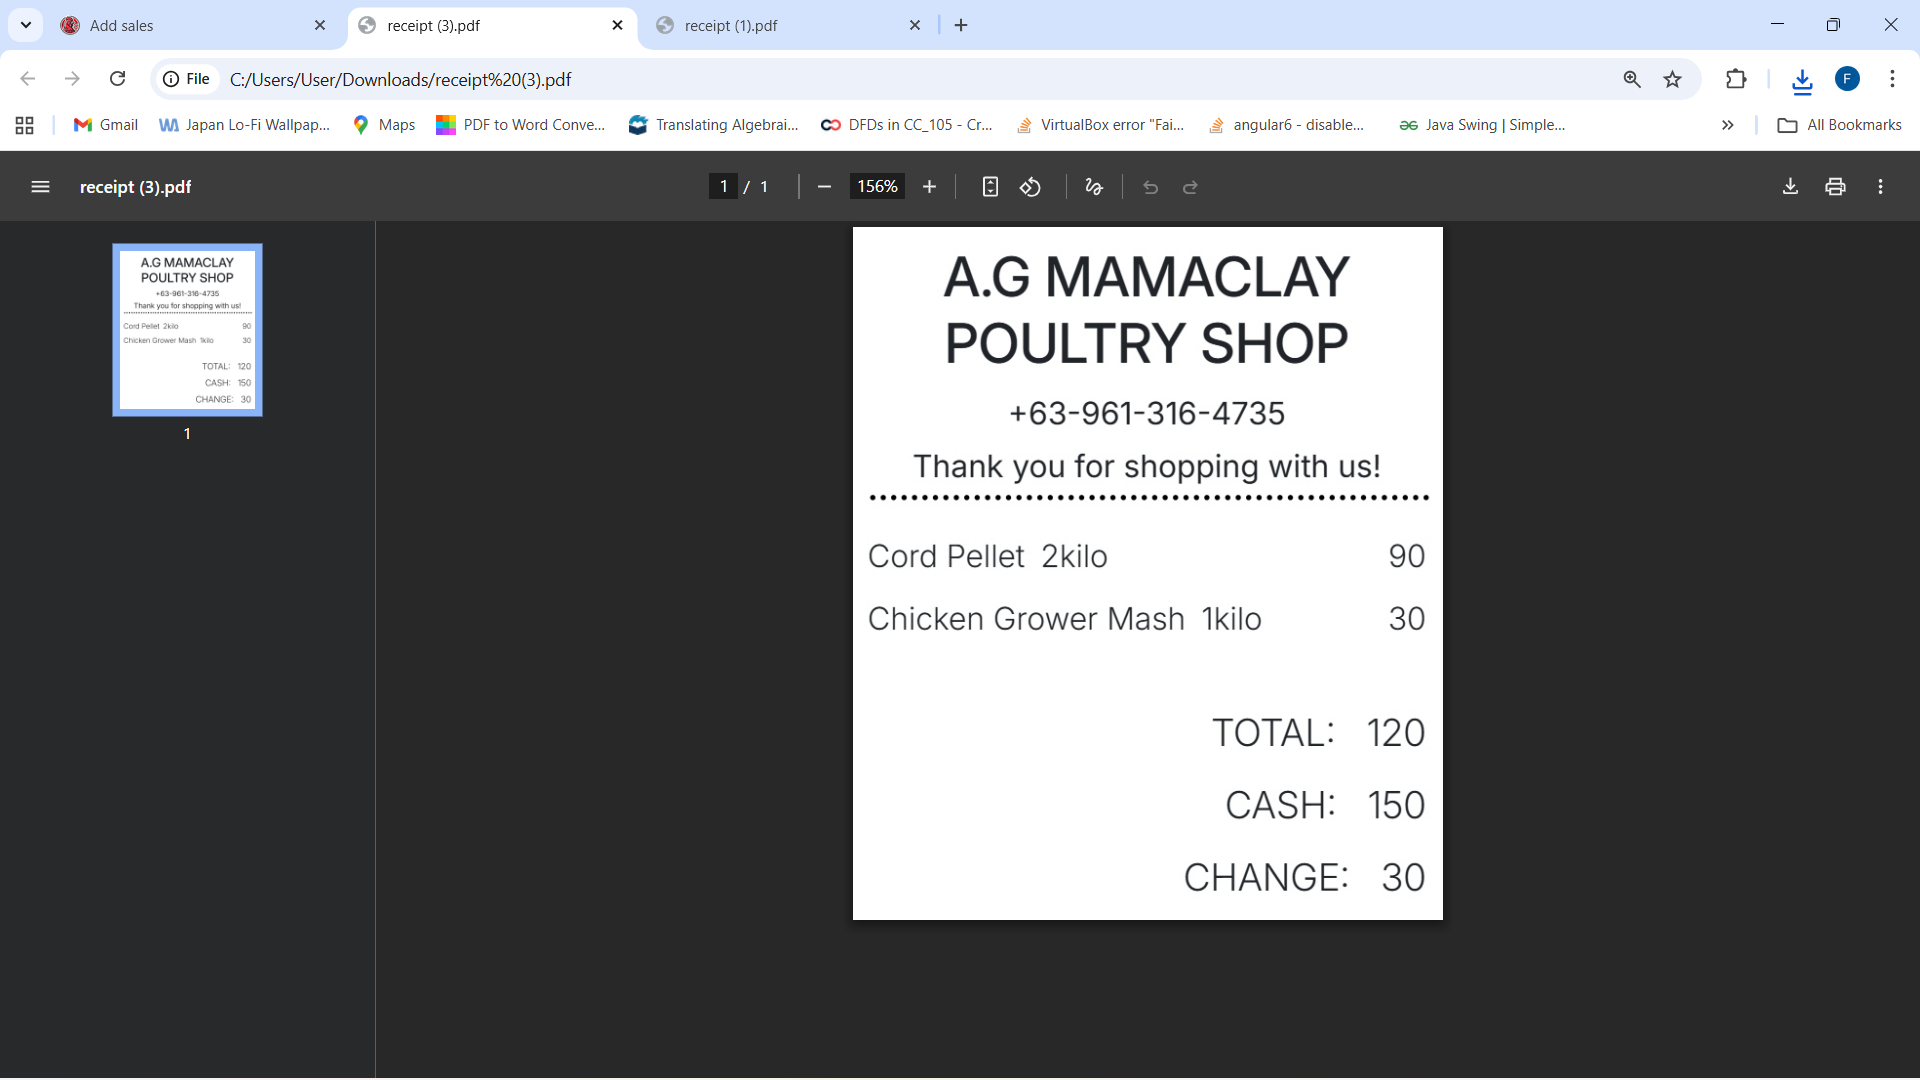 Add sales
receipt (3).pdf
receipt (1).pdf
File
C:/Users/User/Downloads/receipt%20(3).pdf
F
Gmail
Japan Lo-Fi Wallpap...
Maps
PDF to Word Conve...
Translating Algebrai...
DFDs in CC_105 - Cr...
VirtualBox error "Fai...
angular6 - disable...
Java Swing | Simple...
All Bookmarks
receipt (3).pdf
1 / 1
156%
A.G MAMACLAY
POULTRY SHOP
+63-961-316-4735
Thank you for shopping with us!
Cord Pellet 2kilo 90
Chicken Grower Mash 1kilo 30
TOTAL: 120
CASH: 150
CHANGE: 30
1
A.G MAMACLAY
POULTRY SHOP
+63-961-316-4735
Thank you for shopping with us!
Cord Pellet 2kilo 90
Chicken Grower Mash 1kilo 30
TOTAL: 120
CASH: 150
CHANGE: 30